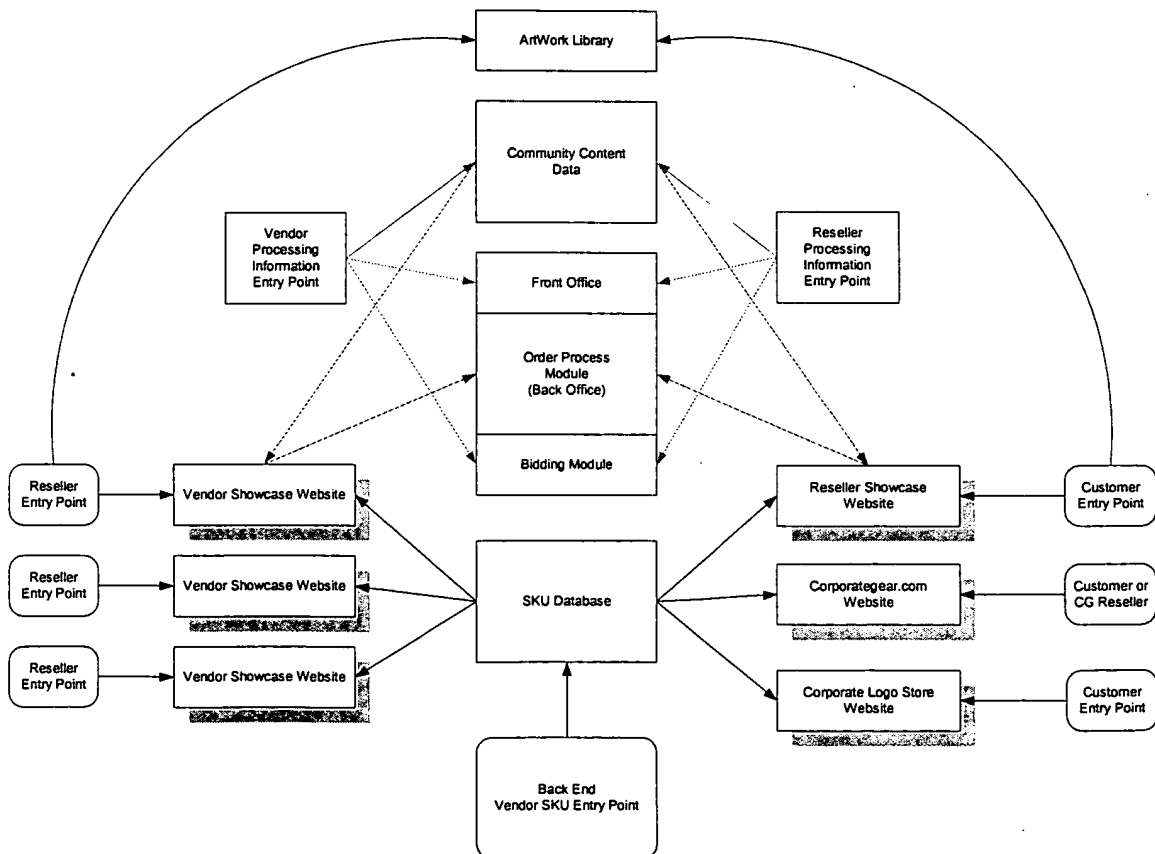 ArtWork Library
Community Content
Data
Vendor
Processing
Information
Entry Point
Reseller
Processing
Information
Entry Point
Front Office
Order Process
Module
(Back Office)
Bidding Module
Reseller
Entry Point
Vendor Showcase Website
Reseller Showcase
Website
Customer
Entry Point
Reseller
Entry Point
Vendor Showcase Website
SKU Database
Corporategear.com
Website
Customer or
CG Reseller
Reseller
Entry Point
Vendor Showcase Website
Corporate Logo Store
Website
Customer
Entry Point
Back End
Vendor SKU Entry Point